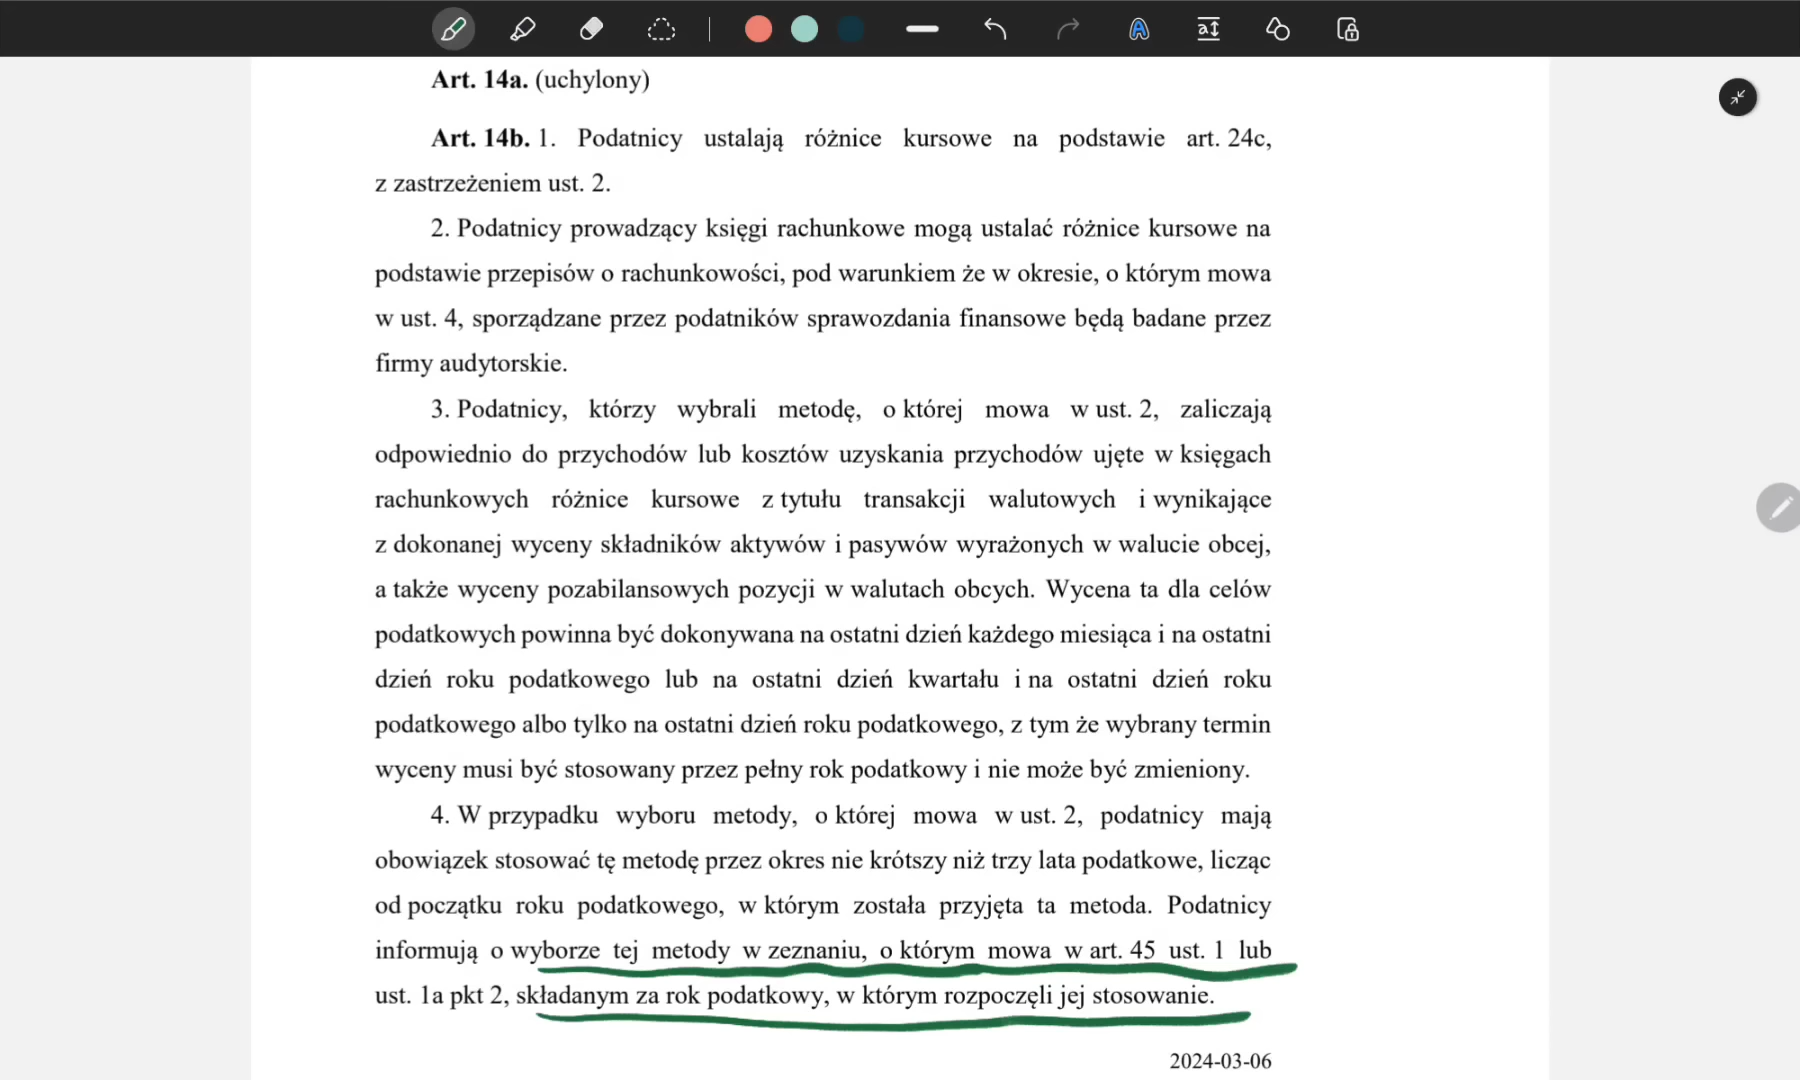 Art. 14a. (uchylony)
Art. 14b. 1. Podatnicy ustalają różnice kursowe na podstawie art. 24c,
z zastrzeżeniem ust. 2.
2. Podatnicy prowadzący księgi rachunkowe mogą ustalać różnice kursowe na
podstawie przepisów o rachunkowości, pod warunkiem że w okresie, o którym mowa
w ust. 4, sporządzane przez podatników sprawozdania finansowe będą badane przez
firmy audytorskie.
3. Podatnicy, którzy wybrali metodę, o której mowa w ust. 2, zaliczają
odpowiednio do przychodów lub kosztów uzyskania przychodów ujęte w księgach
rachunkowych różnice kursowe z tytułu transakcji walutowych i wynikające
z dokonanej wyceny składników aktywów i pasywów wyrażonych w walucie obcej,
a także wyceny pozabilansowych pozycji w walutach obcych. Wycena ta dla celów
podatkowych powinna być dokonywana na ostatni dzień każdego miesiąca i na ostatni
dzień roku podatkowego lub na ostatni dzień kwartału i na ostatni dzień roku
podatkowego albo tylko na ostatni dzień roku podatkowego, z tym że wybrany termin
wyceny musi być stosowany przez pełny rok podatkowy i nie może być zmieniony.
4. W przypadku wyboru metody, o której mowa w ust. 2, podatnicy mają
obowiązek stosować tę metodę przez okres nie krótszy niż trzy lata podatkowe, licząc
od początku roku podatkowego, w którym została przyjęta ta metoda. Podatnicy
informują o wyborze tej metody w zeznaniu, o którym mowa w art. 45 ust. 1 lub
ust. 1a pkt 2, składanym za rok podatkowy, w którym rozpoczęli jej stosowanie.
2024-03-06